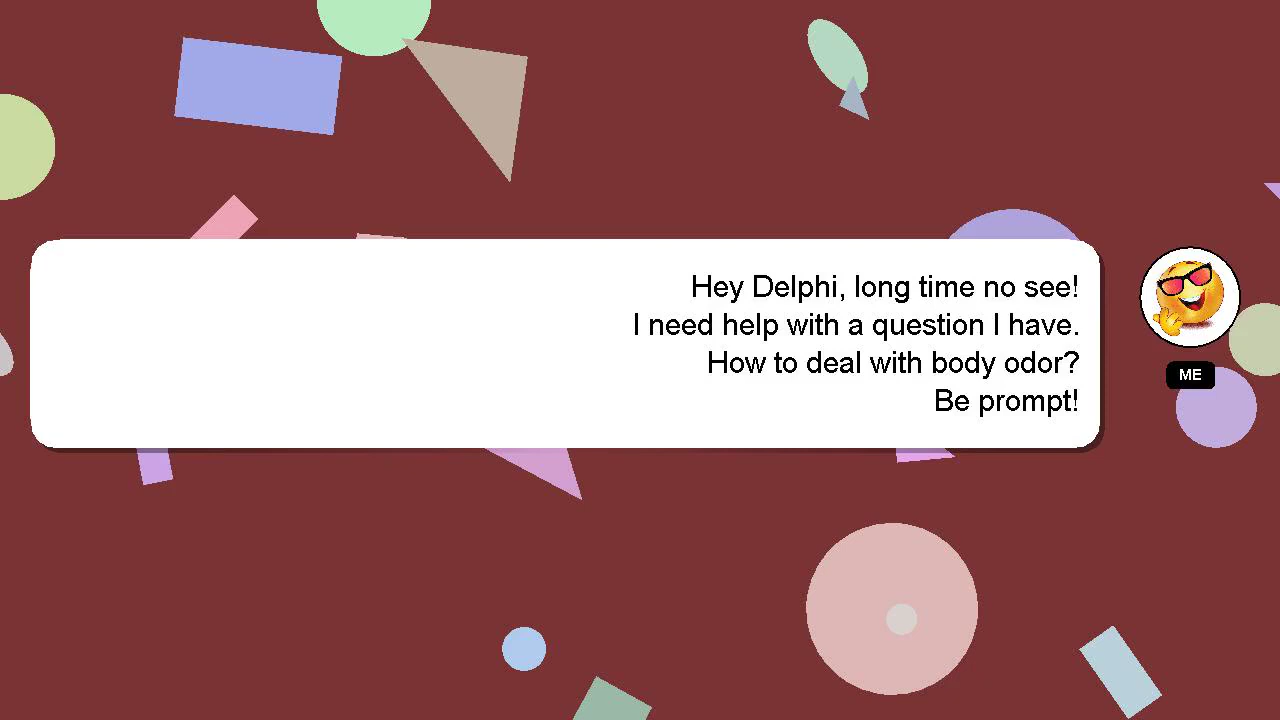 Hey Delphi, long time no see!
I need help with a question I have.
How to deal with body odor?
Be prompt!
ME